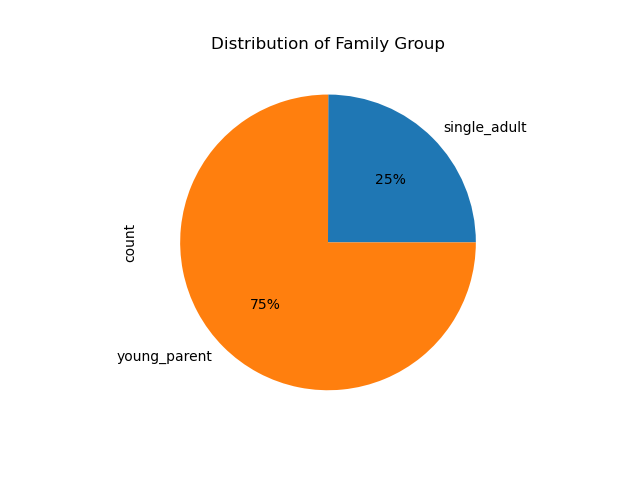 Distribution of Family Group
single_adult
25%
count
75%
young_parent